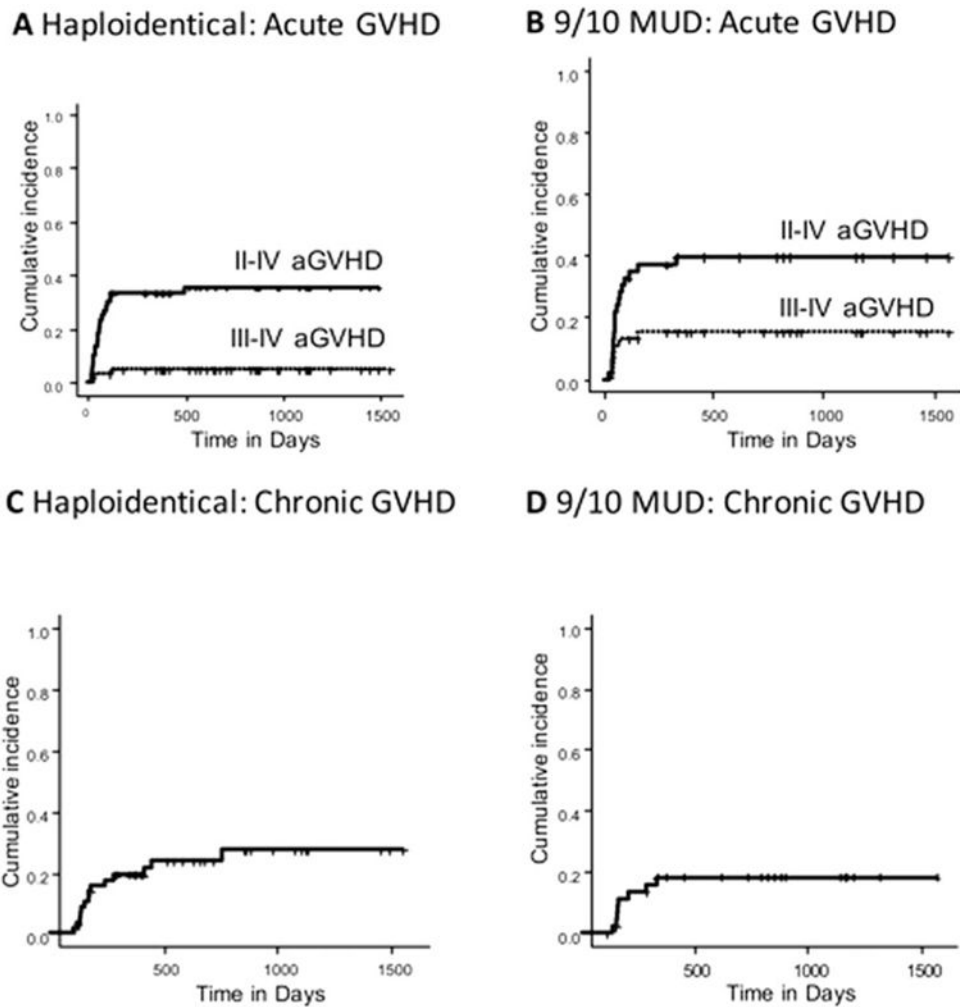 A Haploidentical: Acute GVHD
B 9/10 MUD: Acute GVHD
Cumulative incidence
1.0
0.8
0.6
0.4
0.2
0.0
II-IV aGVHD
III-IV aGVHD
0
500
1000
1500
Time in Days
Cumulative incidence
1.0
0.8
0.6
0.4
0.2
0.0
II-IV aGVHD
III-IV aGVHD
0
500
1000
1500
Time in Days
C Haploidentical: Chronic GVHD
D 9/10 MUD: Chronic GVHD
Cumulative incidence
1.0
0.8
0.6
0.4
0.2
0.0
500
1000
1500
Time in Days
Cumulative incidence
1.0
0.8
0.6
0.4
0.2
0.0
500
1000
1500
Time in Days